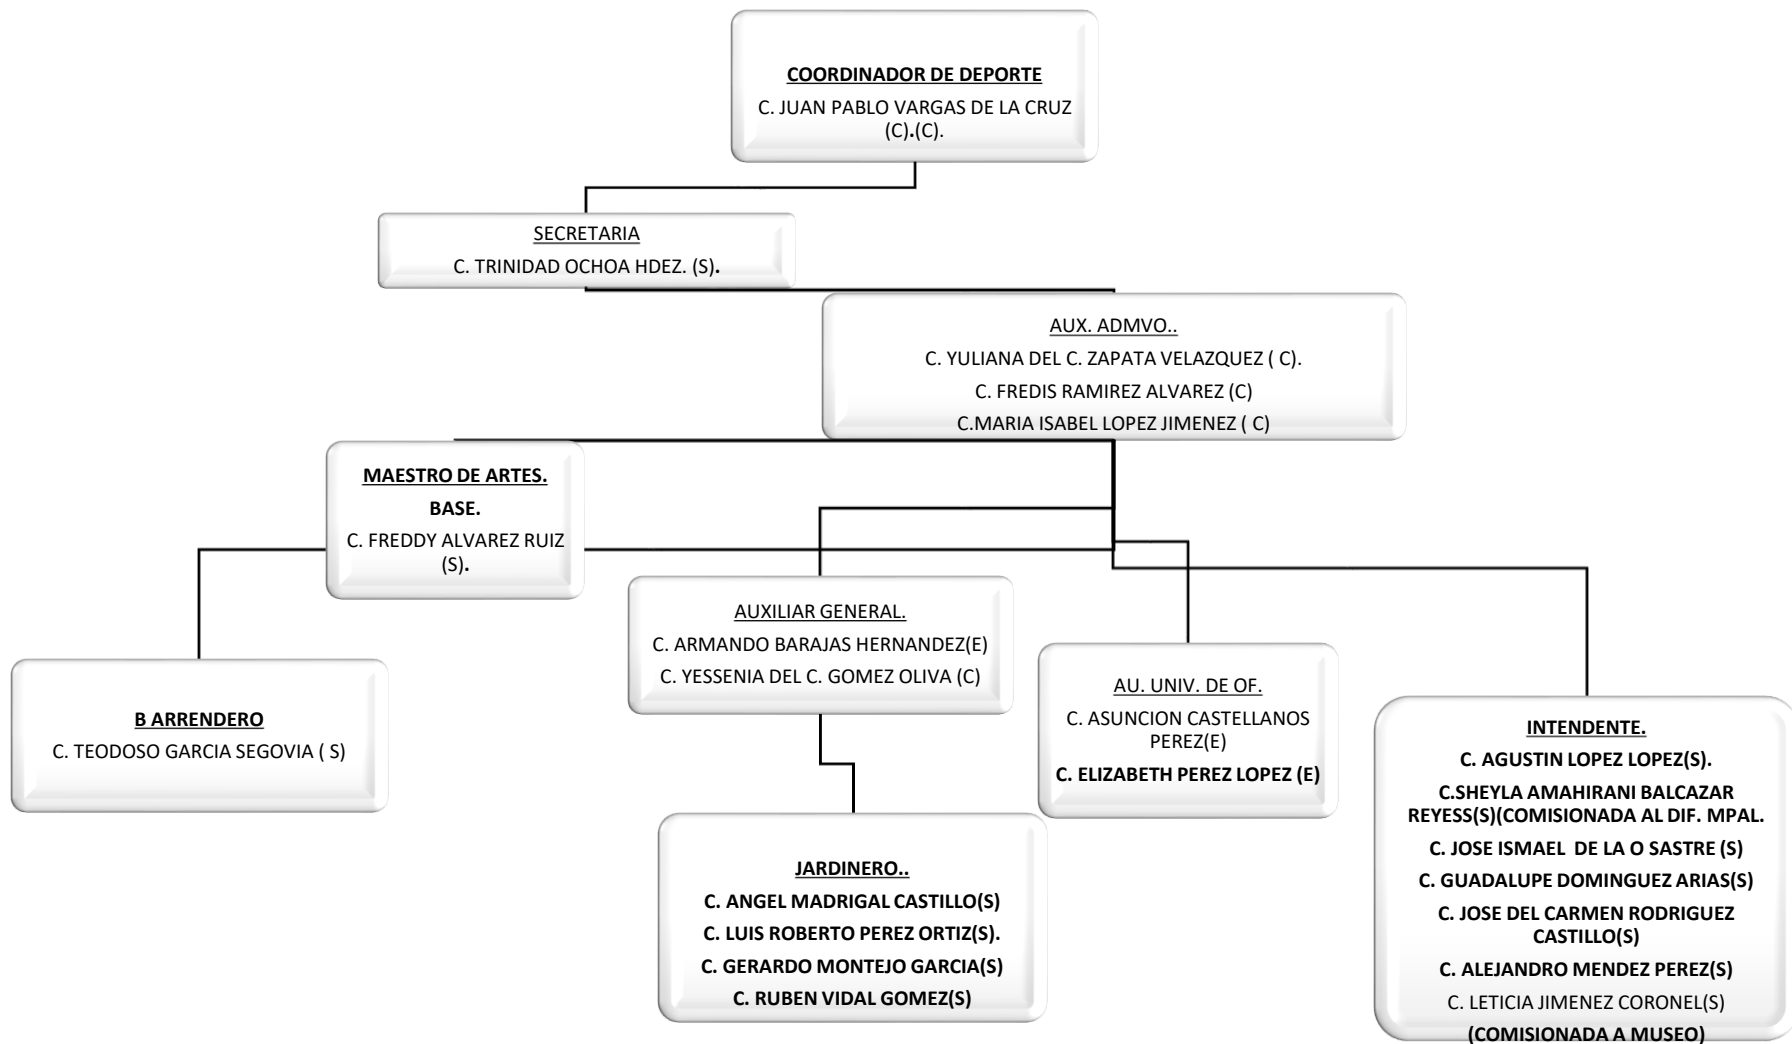 COORDINADOR DE DEPORTE
C. JUAN PABLO VARGAS DE LA CRUZ
(C).(C).
SECRETARIA
C. TRINIDAD OCHOA HDEZ. (S).
AUX. ADMVO..
C. YULIANA DEL C. ZAPATA VELAZQUEZ ( C).
C. FREDIS RAMIREZ ALVAREZ (C)
C.MARIA ISABEL LOPEZ JIMENEZ ( C)
MAESTRO DE ARTES.
BASE.
C. FREDDY ALVAREZ RUIZ
(S).
B ARRENDERO
C. TEODOSO GARCIA SEGOVIA ( S)
AUXILIAR GENERAL.
C. ARMANDO BARAJAS HERNANDEZ(E)
C. YESSENIA DEL C. GOMEZ OLIVA (C)
JARDINERO..
C. ANGEL MADRIGAL CASTILLO(S)
C. LUIS ROBERTO PEREZ ORTIZ(S).
C. GERARDO MONTEJO GARCIA(S)
C. RUBEN VIDAL GOMEZ(S)
AU. UNIV. DE OF.
C. ASUNCION CASTELLANOS
PEREZ(E)
C. ELIZABETH PEREZ LOPEZ (E)
INTENDENTE.
C. AGUSTIN LOPEZ LOPEZ(S).
C.SHEYLA AMAHIRANI BALCAZAR
REYESS(S)(COMISIONADA AL DIF. MPAL.
C. JOSE ISMAEL  DE LA O SASTRE (S)
C. GUADALUPE DOMINGUEZ ARIAS(S)
C. JOSE DEL CARMEN RODRIGUEZ
CASTILLO(S)
C. ALEJANDRO MENDEZ PEREZ(S)
C. LETICIA JIMENEZ CORONEL(S)
(COMISIONADA A MUSEO)